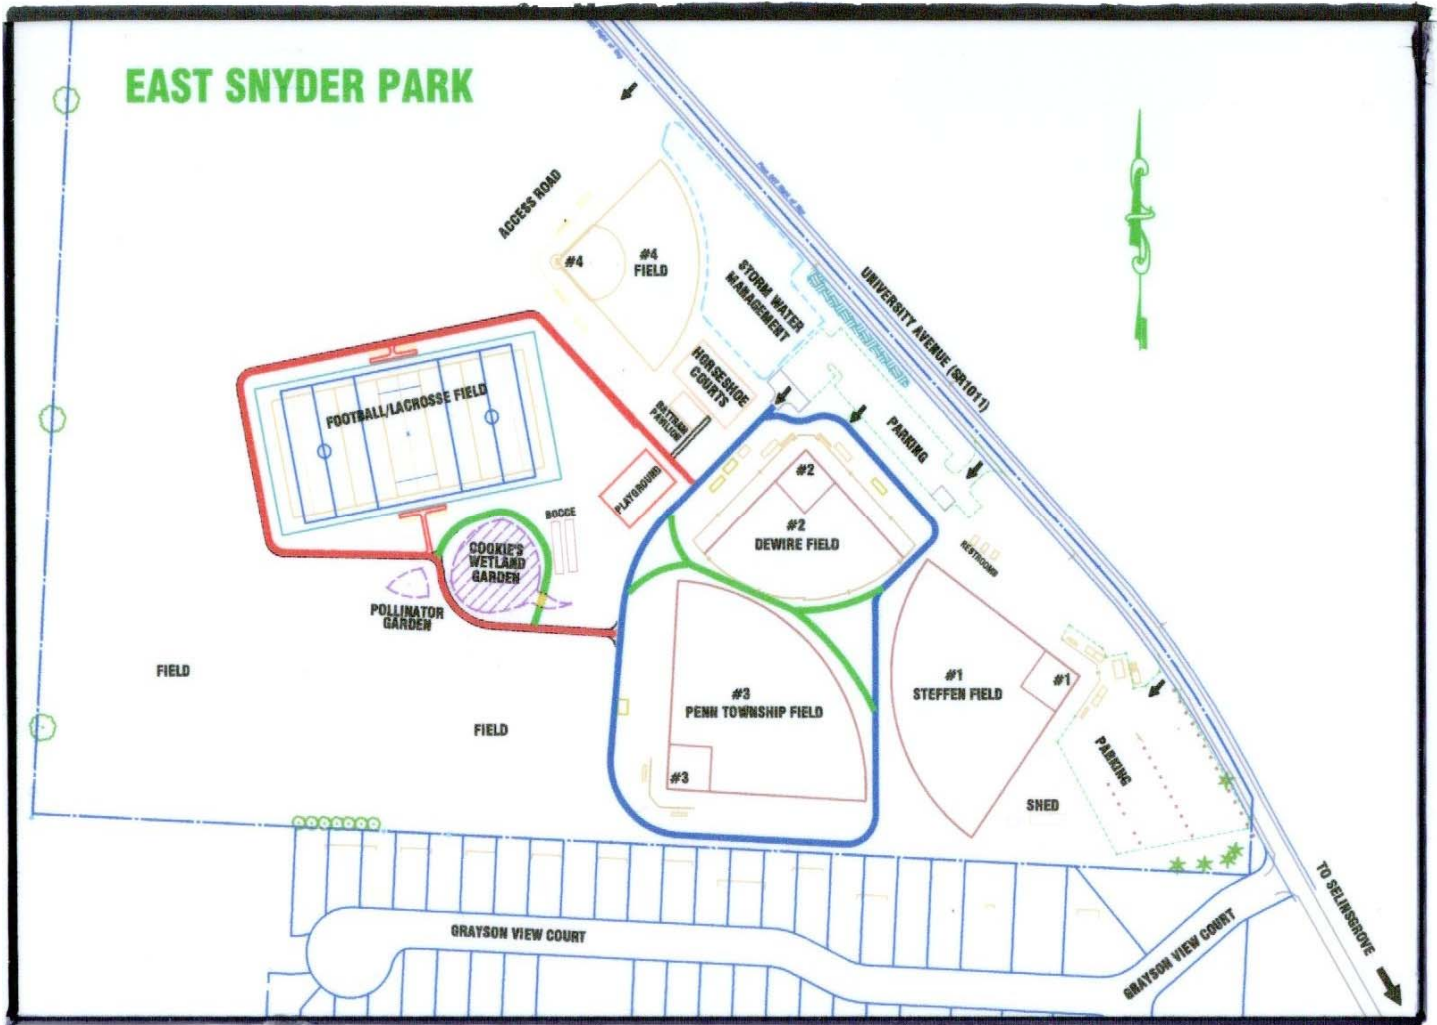 EAST SNYDER PARK
ACCESS ROAD
#4
#4
FIELD
STORM WATER
MANAGEMENT
UNIVERSITY AVENUE (SR1011)
HORSESHOE
COURTS
PAVILION
PARKING
FOOTBALL/LACROSSE FIELD
PLAYGROUND
#2
#2
DEWIRE FIELD
BOCCE
COOKIE'S
WETLAND
GARDEN
RESTROOMS
POLLINATOR
GARDEN
FIELD
FIELD
#3
PENN TOWNSHIP FIELD
#3
#1
STEFFEN FIELD
#1
PARKING
SHED
GRAYSON VIEW COURT
GRAYSON VIEW COURT
TO SELINSGROVE